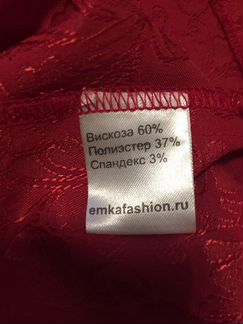 Вискоза 60%
Полиэстер 37%
Спандекс 3%
emkafashion.ru